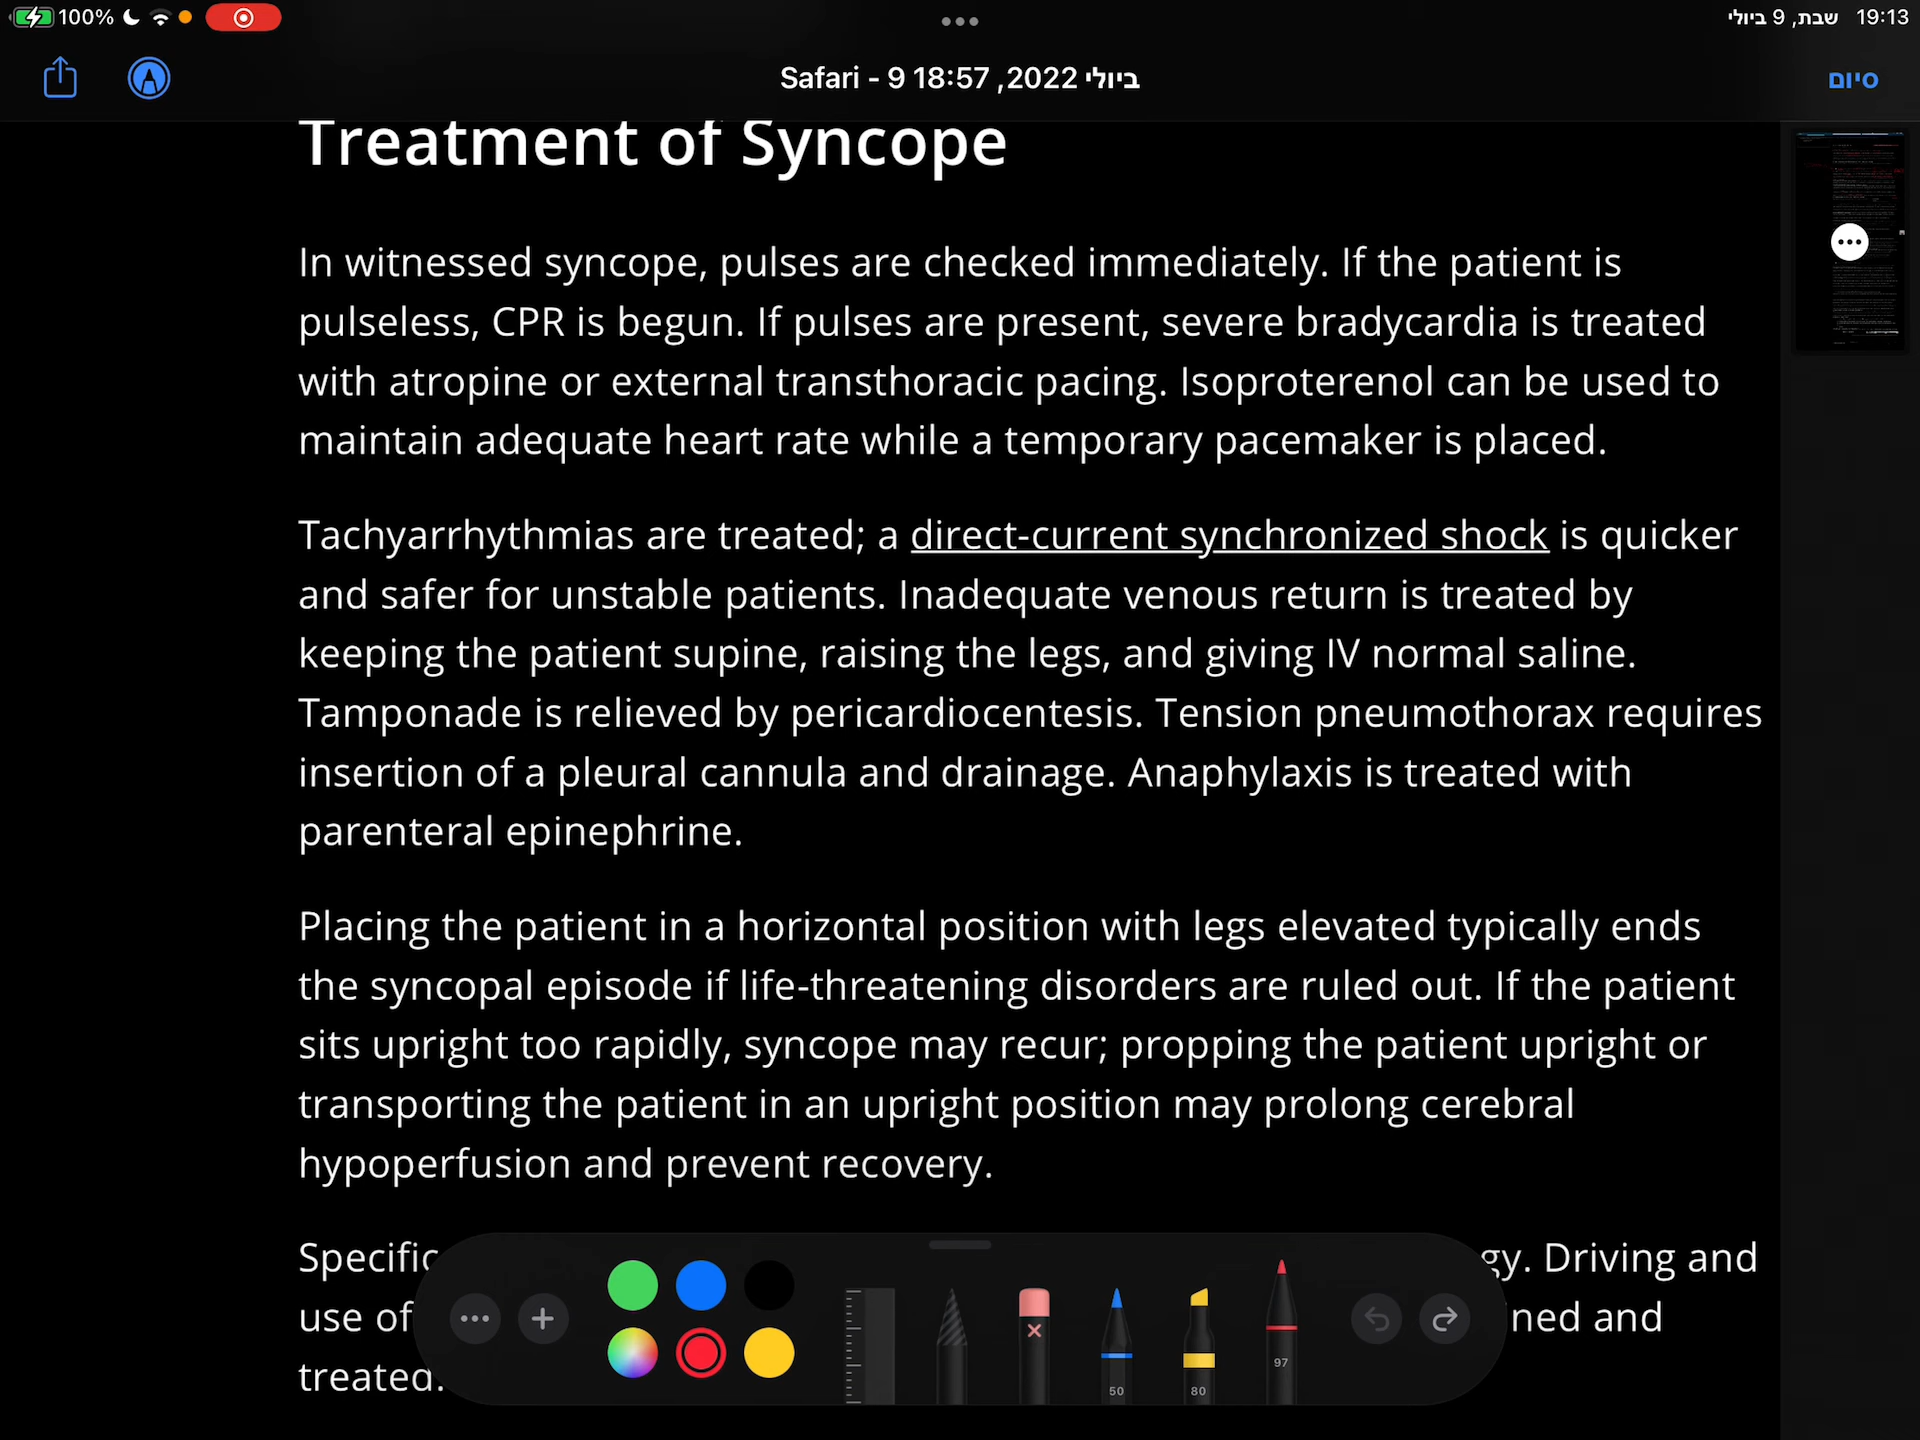 100%
שבת, 9 ביולי 19:13
Safari - 9 ביולי 2022, 18:57
סיום
Treatment of Syncope
In witnessed syncope, pulses are checked immediately. If the patient is
pulseless, CPR is begun. If pulses are present, severe bradycardia is treated
with atropine or external transthoracic pacing. Isoproterenol can be used to
maintain adequate heart rate while a temporary pacemaker is placed.
Tachyarrhythmias are treated; a direct-current synchronized shock is quicker
and safer for unstable patients. Inadequate venous return is treated by
keeping the patient supine, raising the legs, and giving IV normal saline.
Tamponade is relieved by pericardiocentesis. Tension pneumothorax requires
insertion of a pleural cannula and drainage. Anaphylaxis is treated with
parenteral epinephrine.
Placing the patient in a horizontal position with legs elevated typically ends
the syncopal episode if life-threatening disorders are ruled out. If the patient
sits upright too rapidly, syncope may recur; propping the patient upright or
transporting the patient in an upright position may prolong cerebral
hypoperfusion and prevent recovery.
Specific gy. Driving and
use of ned and
treated.
50 80 97